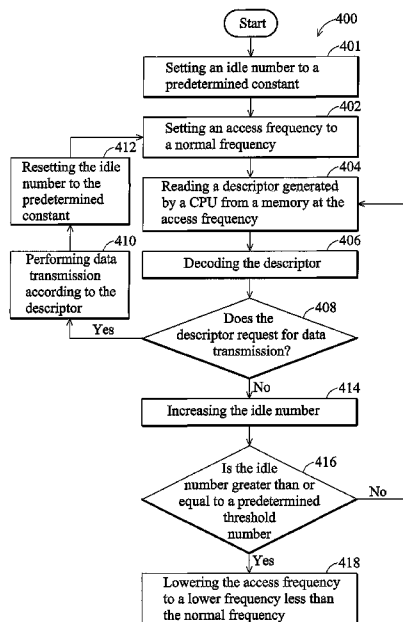 Start
400
401
Setting an idle number to a
predetermined constant
402
Setting an access frequency to
a normal frequency
412
Resetting the idle
number to the
predetermined
constant
404
Reading a descriptor generated
by a CPU from a memory at the
access frequency
410
Performing data
transmission
according to the
descriptor
406
Decoding the descriptor
408
Does the
descriptor request for data
transmission?
Yes
No
414
Increasing the idle number
416
Is the idle
number greater than or
equal to a predetermined
threshold
number
No
Yes
418
Lowering the access frequency
to a lower frequency less than
the normal frequency